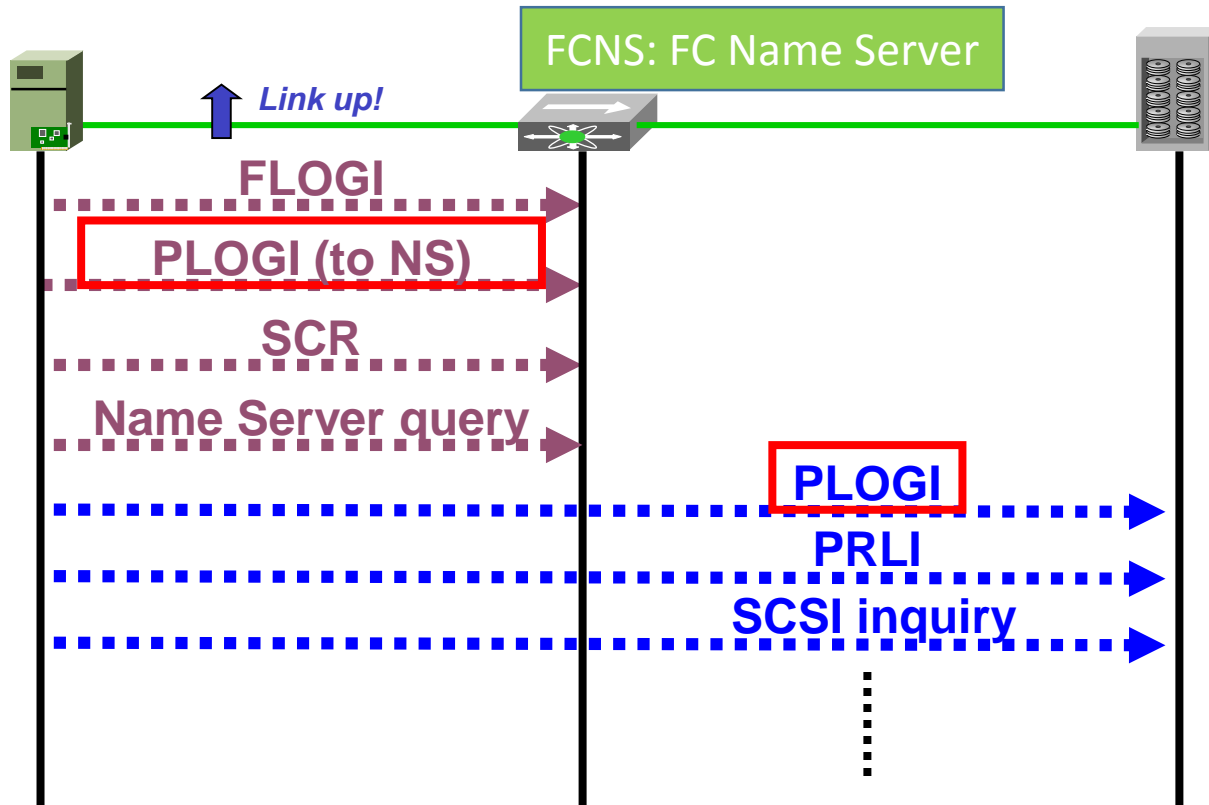 FCNS: FC Name Server
Link up!
FLOGI
PLOGI (to NS)
SCR
Name Server query
PLOGI
PRLI
SCSI inquiry